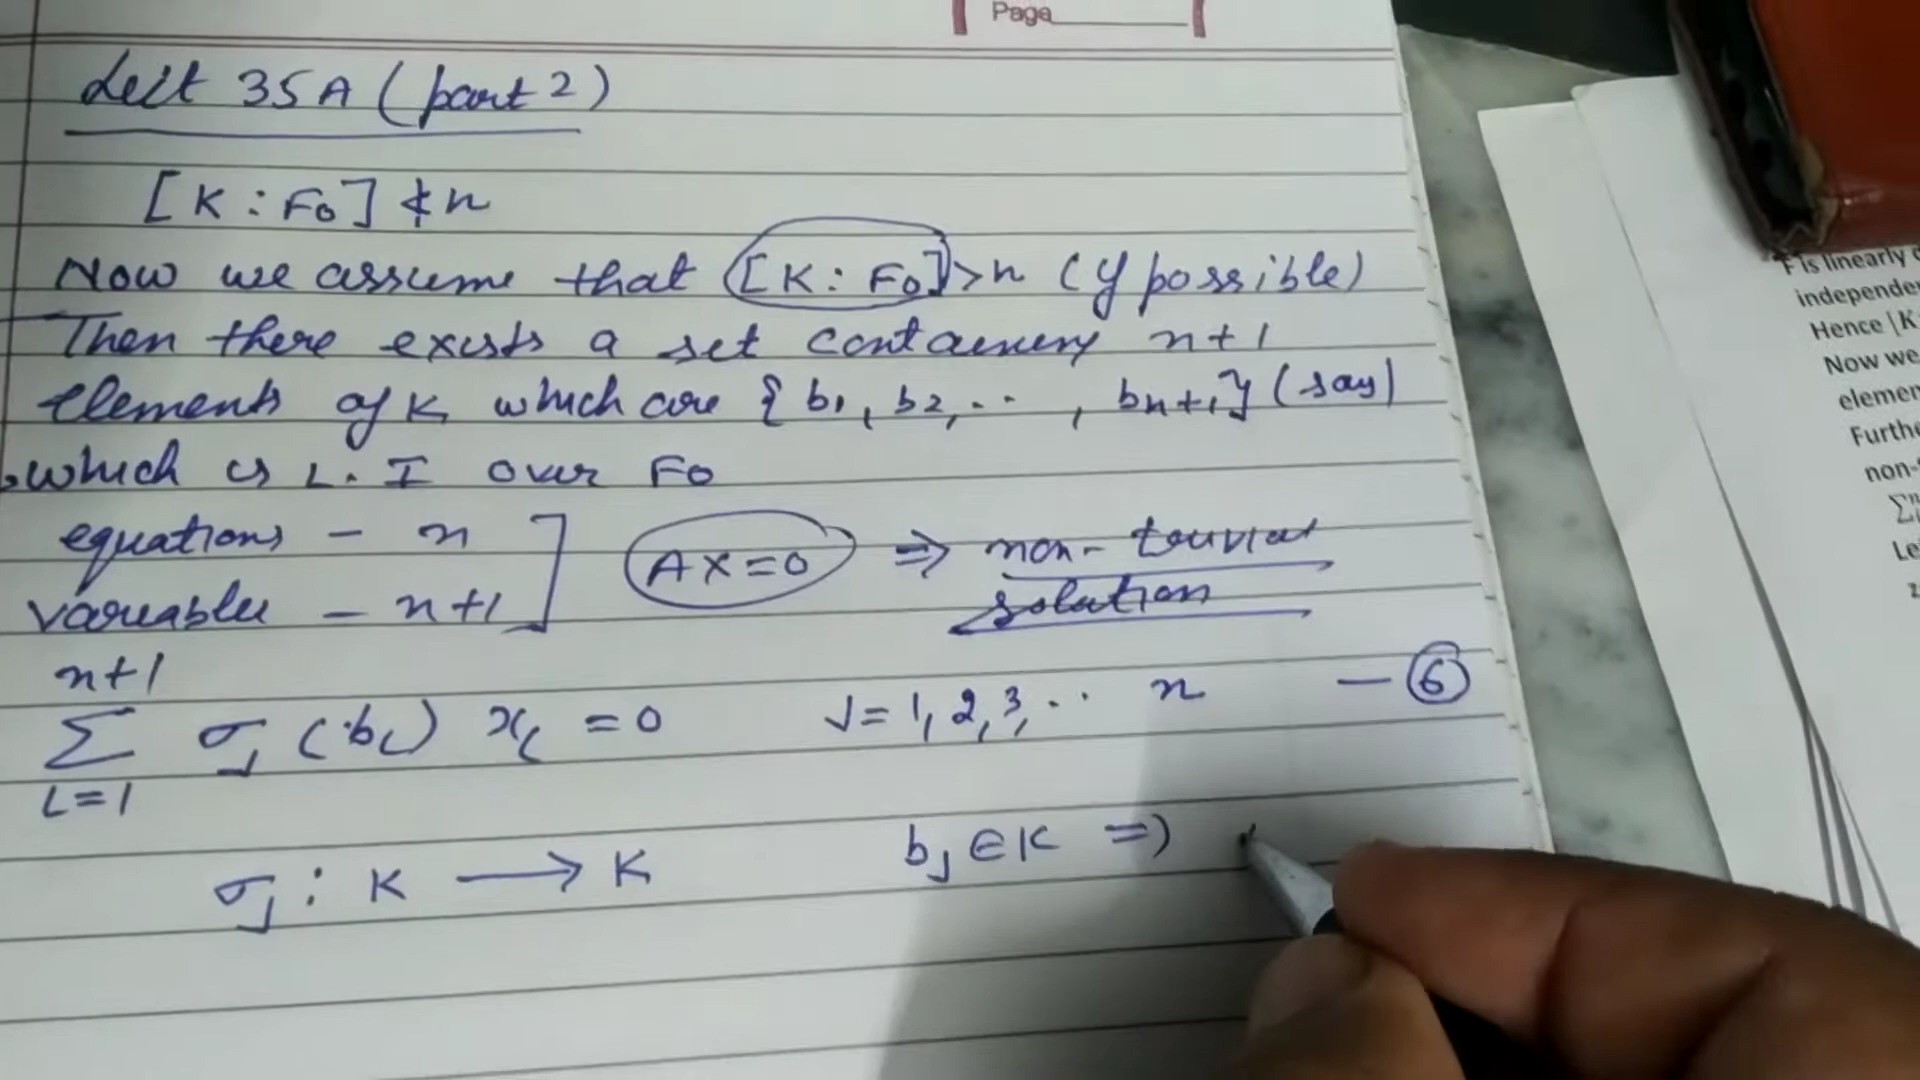 Page
Lect 35A (part 2)
[K : F0] ≮ n
Now we assume that [K : F0] > n (if possible)
Then there exists a set containing n+1
elements of K which are {b1, b2, .. , bn+1} (say)
which is L.I over F0
equations - n
AX=0 ⇒ non-trivial
variables - n+1
solution
n+1
Σ σj (bi) xi = 0 J = 1, 2, 3, .. n - ⑥
i=1
σj : K → K bj ∈ K ⇒
F is linearly
independe
Hence [K
Now we
elemen
Furthe
non-
Le